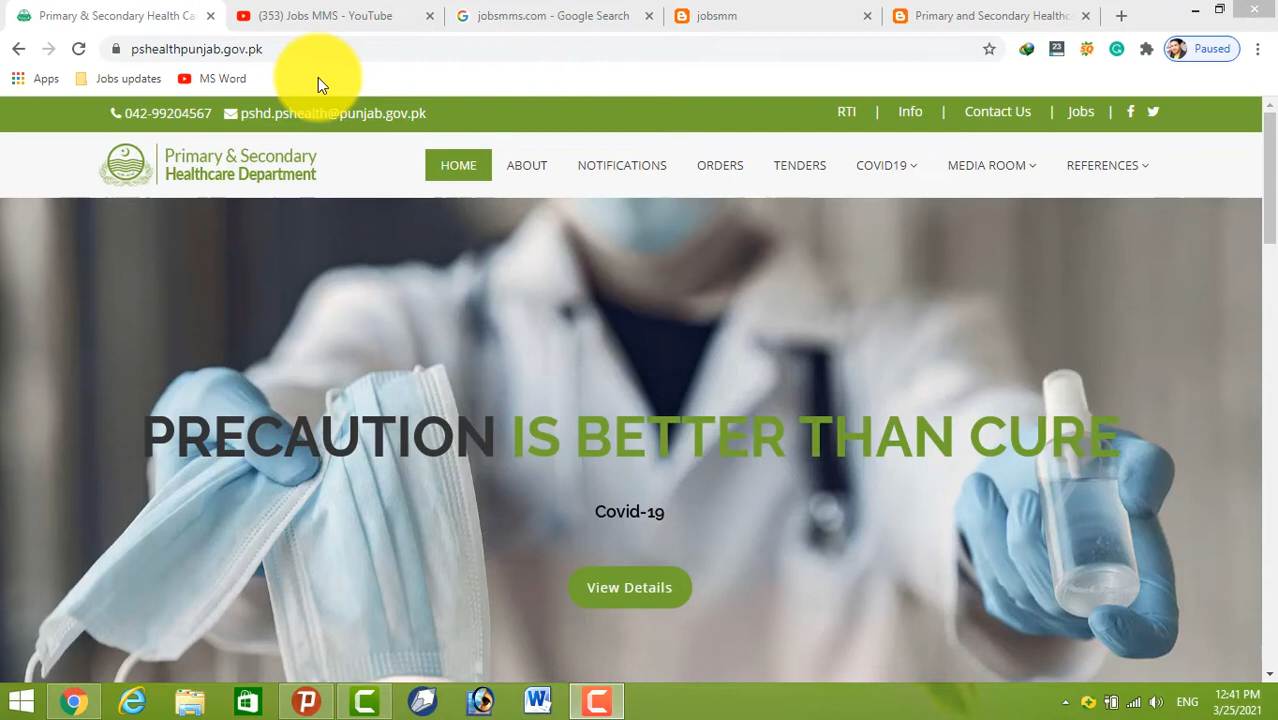 Primary & Secondary Health Ca
(353) Jobs MMS - YouTube
jobsmms.com - Google Search
jobsmm
Primary and Secondary Healthc
pshealthpunjab.gov.pk
23
Paused
Apps
Jobs updates
MS Word
042-99204567
pshd.pshealth@punjab.gov.pk
RTI | Info | Contact Us | Jobs |
Primary & Secondary
Healthcare Department
HOME
ABOUT
NOTIFICATIONS
ORDERS
TENDERS
COVID19
MEDIA ROOM
REFERENCES
PRECAUTION IS BETTER THAN CURE
Covid-19
View Details
ENG
12:41 PM
3/25/2021